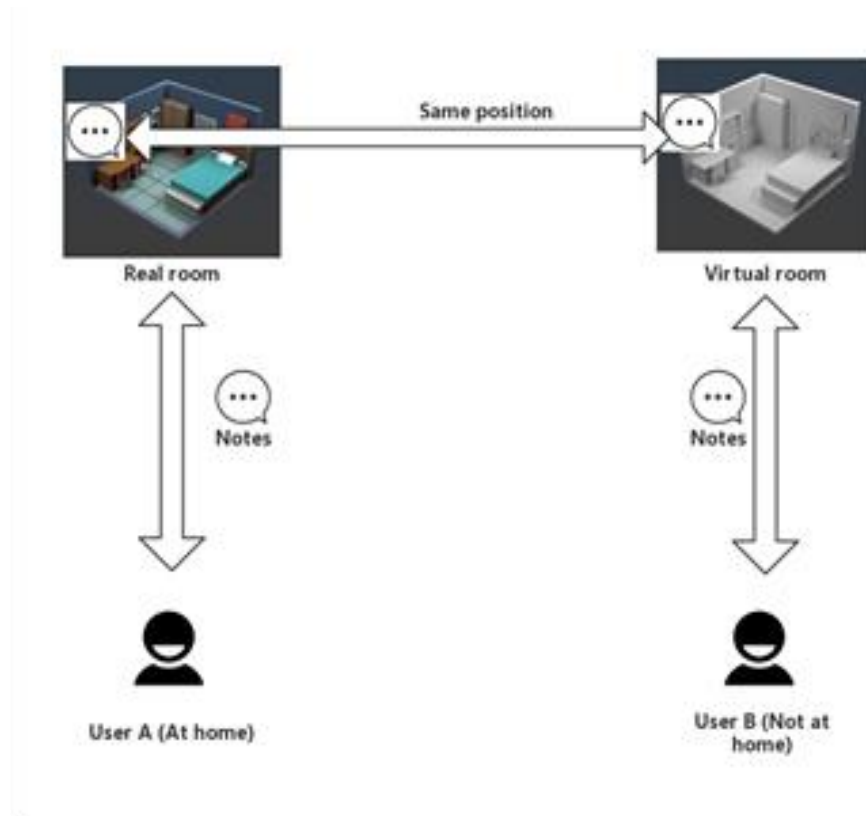 Same position
Real room
Virtual room
Notes
Notes
User A (At home)
User B (Not at
home)